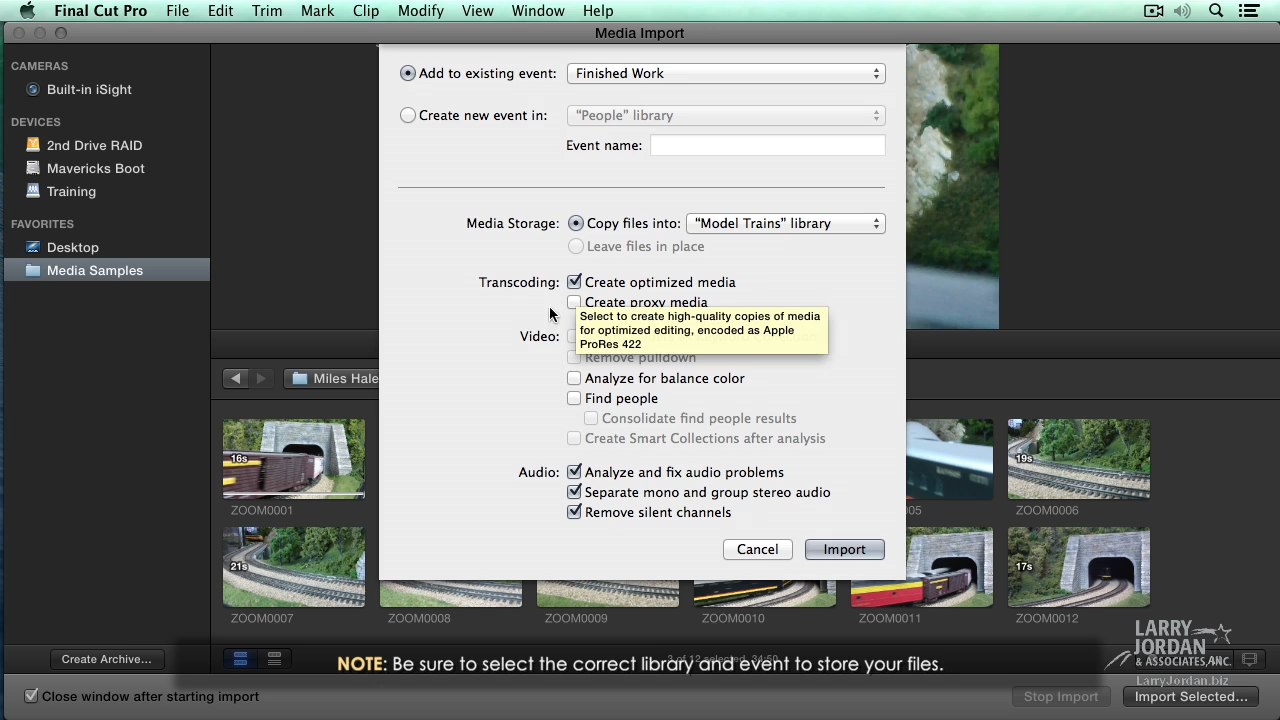 Final Cut Pro File Edit Trim Mark Clip Modify View Window Help
Media Import
CAMERAS
Built-in iSight
DEVICES
2nd Drive RAID
Mavericks Boot
Training
FAVORITES
Desktop
Media Samples
Add to existing event: Finished Work
Create new event in: "People" library
Event name:
Media Storage: Copy files into: "Model Trains" library
Leave files in place
Transcoding: Create optimized media
Create proxy media
Select to create high-quality copies of media
for optimized editing, encoded as Apple
ProRes 422
Video:
Remove pulldown
Analyze for balance color
Find people
Consolidate find people results
Create Smart Collections after analysis
Audio: Analyze and fix audio problems
Separate mono and group stereo audio
Remove silent channels
Cancel Import
Miles Hale
16s
19s
ZOOM0001
05
ZOOM0006
21s
17s
ZOOM0007
ZOOM0008
ZOOM0009
ZOOM0010
ZOOM0011
ZOOM0012
Create Archive...
NOTE: Be sure to select the correct library and event to store your files.
LARRY
JORDAN
& ASSOCIATES, INC.
LarryJordan.biz
Close window after starting import
Stop Import Import Selected...